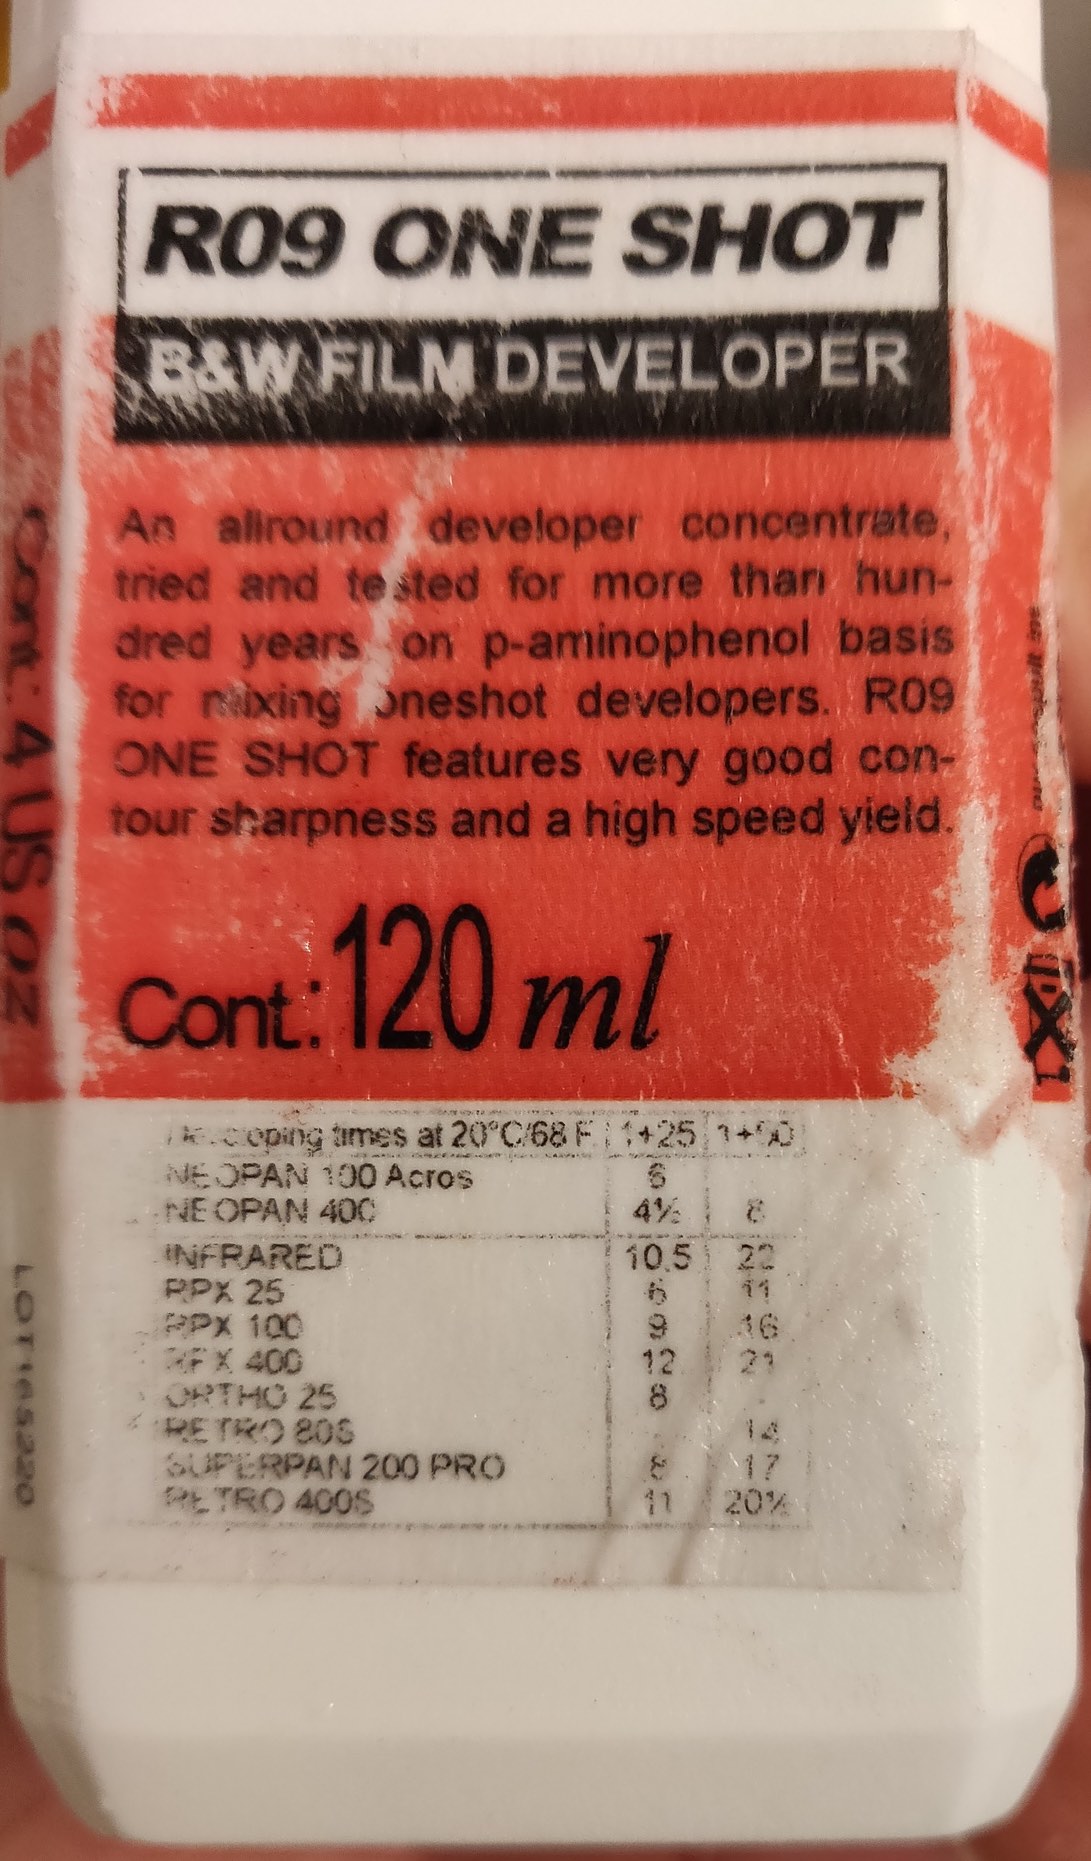 R09 ONE SHOT
B&W FILM DEVELOPER
An allround developer concentrate,
tried and tested for more than hun-
dred years on p-aminophenol basis
for mixing oneshot developers. R09
ONE SHOT features very good con-
tour sharpness and a high speed yield.
Cont.: 120 ml
Developing times at 20°C/68 F 1+25 1+50
NEOPAN 100 Acros 6
NEOPAN 400 4½ 8
INFRARED 10,5 22
RPX 25 6 11
RPX 100 9 16
RPX 400 12 21
ORTHO 25 8 -
RETRO 80S - 14
SUPERPAN 200 PRO 8 17
RETRO 400S 11 20½
Cont.: 4 US OZ